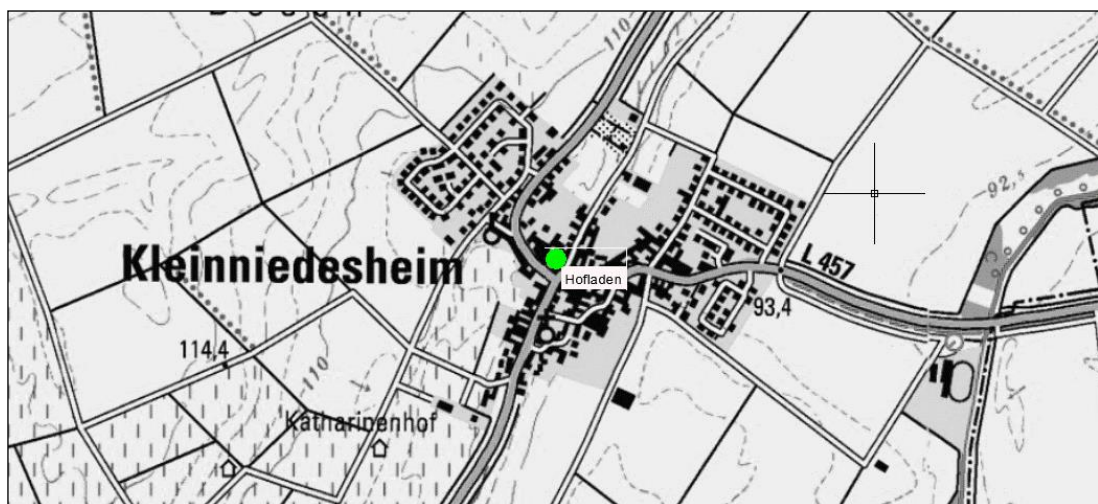 110
92,5
L 457
Kleinniedesheim
Hofladen
93,4
114,4
110
Katharinenhof